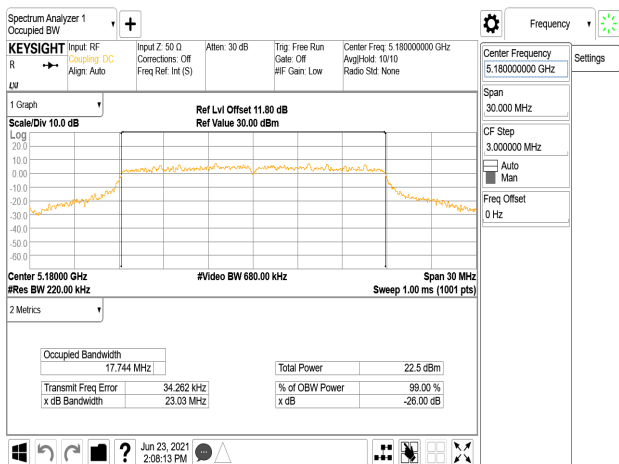 Spectrum Analyzer 1
Occupied BW
Frequency
KEYSIGHT
R
Input: RF
Coupling: DC
Align: Auto
Input Z: 50 Ω
Corrections: Off
Freq Ref: Int (S)
Atten: 30 dB
Trig: Free Run
Gate: Off
#IF Gain: Low
Center Freq: 5.180000000 GHz
Avg|Hold: 10/10
Radio Std: None
Center Frequency
5.180000000 GHz
Settings
Span
30.000 MHz
CF Step
3.000000 MHz
Auto
Man
Freq Offset
0 Hz
1 Graph
Scale/Div 10.0 dB
Ref Lvl Offset 11.80 dB
Ref Value 30.00 dBm
Log
20.0
10.0
0.00
-10.0
-20.0
-30.0
-40.0
-50.0
-60.0
Center 5.18000 GHz
#Video BW 680.00 kHz
Span 30 MHz
#Res BW 220.00 kHz
Sweep 1.00 ms (1001 pts)
2 Metrics
Occupied Bandwidth
17.744 MHz
Total Power 22.5 dBm
Transmit Freq Error 34.262 kHz
% of OBW Power 99.00 %
x dB Bandwidth 23.03 MHz
x dB -26.00 dB
?
Jun 23, 2021
2:08:13 PM